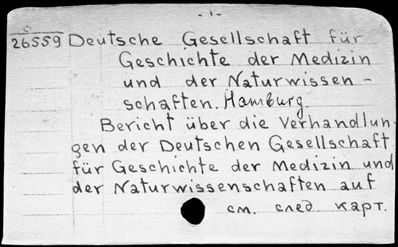 - 1 -
26559 Deutsche Gesellschaft für
Geschichte der Medizin
und der Naturwissen-
schaften. Hamburg.
Bericht über die Verhandlun-
gen der Deutschen Gesellschaft
für Geschichte der Medizin und
der Naturwissenschaften auf
см. след. карт.